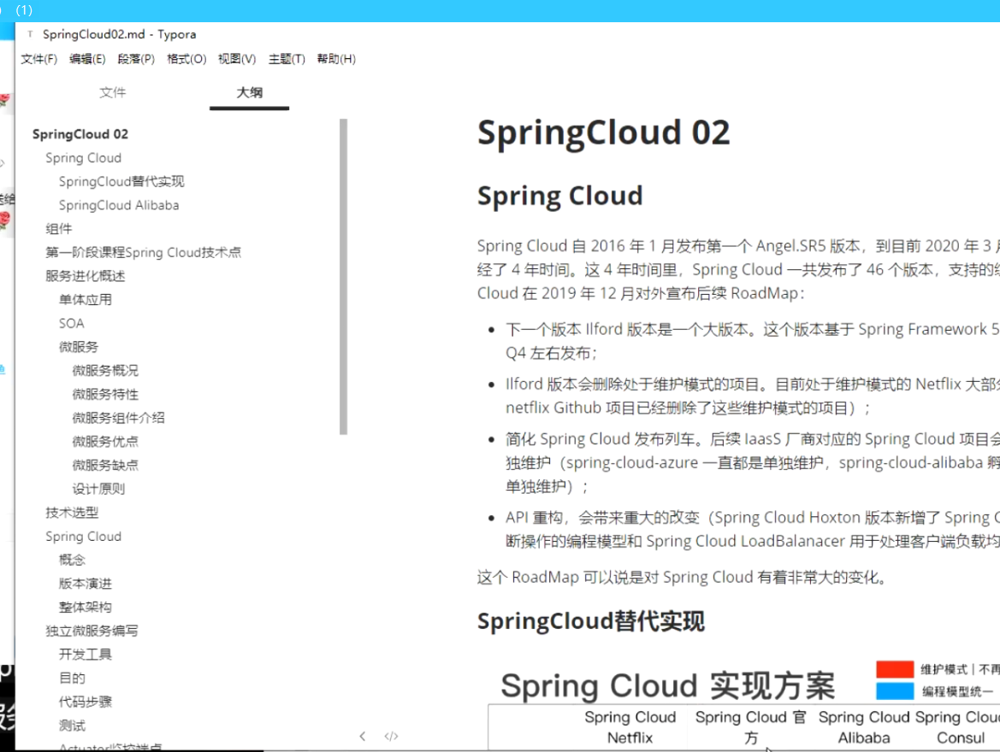 (1)
SpringCloud02.md - Typora
文件(F) 编辑(E) 段落(P) 格式(O) 视图(V) 主题(T) 帮助(H)
文件 大纲
SpringCloud 02
Spring Cloud
SpringCloud替代实现
SpringCloud Alibaba
组件
第一阶段课程Spring Cloud技术点
服务进化概述
单体应用
SOA
微服务
微服务概况
微服务特性
微服务组件介绍
微服务优点
微服务缺点
设计原则
技术选型
Spring Cloud
概念
版本演进
整体架构
独立微服务编写
开发工具
目的
代码步骤
测试
Actuator监控端点
SpringCloud 02
Spring Cloud
Spring Cloud 自 2016 年 1 月发布第一个 Angel.SR5 版本，到目前 2020 年 3
经了 4 年时间。这 4 年时间里，Spring Cloud 一共发布了 46 个版本，支持的
Cloud 在 2019 年 12 月对外宣布后续 RoadMap：
下一个版本 Ilford 版本是一个大版本。这个版本基于 Spring Framework 5
Q4 左右发布；
Ilford 版本会删除处于维护模式的项目。目前处于维护模式的 Netflix 大部
netflix Github 项目已经删除了这些维护模式的项目）；
简化 Spring Cloud 发布列车。后续 IaasS 厂商对应的 Spring Cloud 项目会
独维护（spring-cloud-azure 一直都是单独维护，spring-cloud-alibaba 孵
单独维护）；
API 重构，会带来重大的改变（Spring Cloud Hoxton 版本新增了 Spring C
断操作的编程模型和 Spring Cloud LoadBalanacer 用于处理客户端负载均
这个 RoadMap 可以说是对 Spring Cloud 有着非常大的变化。
SpringCloud替代实现
Spring Cloud 实现方案
维护模式 | 不再
编程模型统一
Spring Cloud Netflix
Spring Cloud 官方
Spring Cloud Alibaba
Spring Cloud Consul